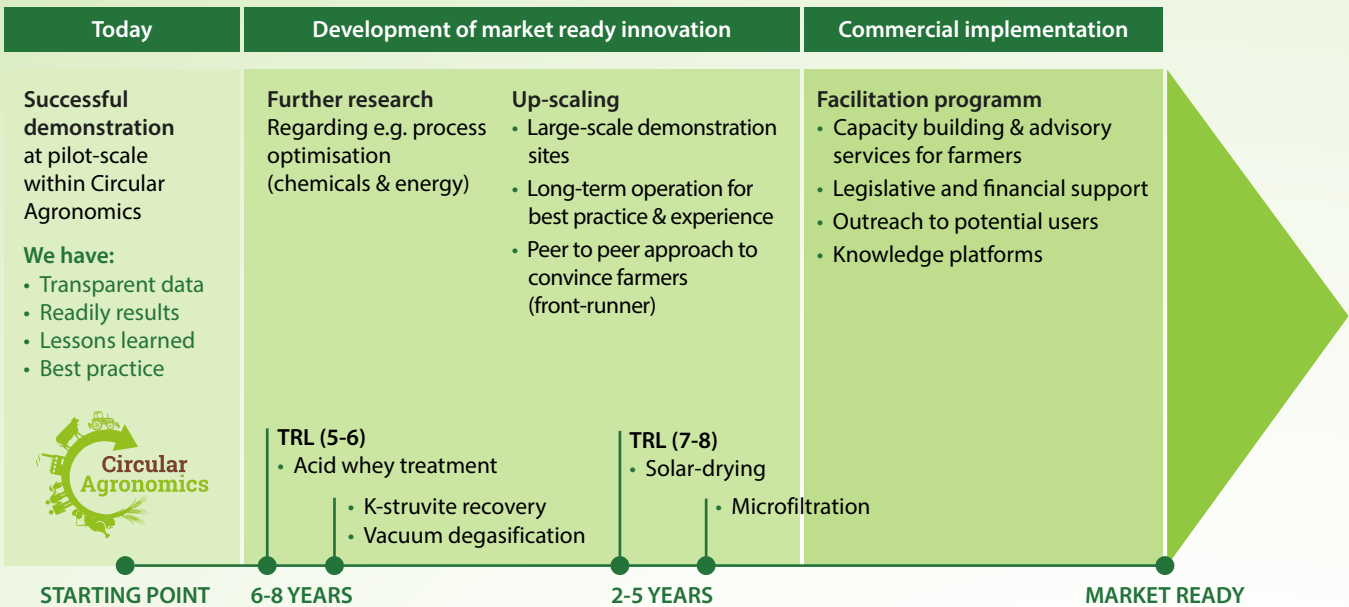 Today
Development of market ready innovation
Commercial implementation
Successful
demonstration
at pilot-scale
within Circular
Agronomics
We have:
• Transparent data
• Readily results
• Lessons learned
• Best practice
Circular
Agronomics
Further research
Regarding e.g. process
optimisation
(chemicals & energy)
Up-scaling
• Large-scale demonstration
sites
• Long-term operation for
best practice & experience
• Peer to peer approach to
convince farmers
(front-runner)
Facilitation programm
• Capacity building & advisory
services for farmers
• Legislative and financial support
• Outreach to potential users
• Knowledge platforms
TRL (5-6)
• Acid whey treatment
• K-struvite recovery
• Vacuum degasification
TRL (7-8)
• Solar-drying
• Microfiltration
STARTING POINT
6-8 YEARS
2-5 YEARS
MARKET READY